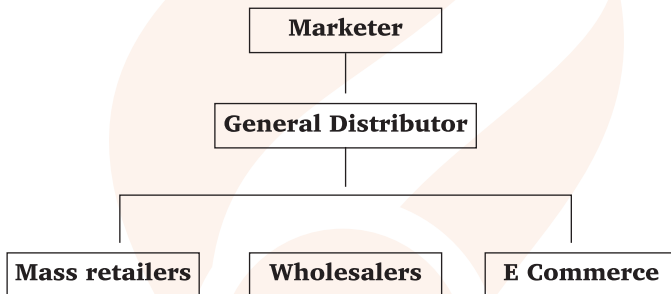 Marketer
General Distributor
Mass retailers
Wholesalers
E Commerce